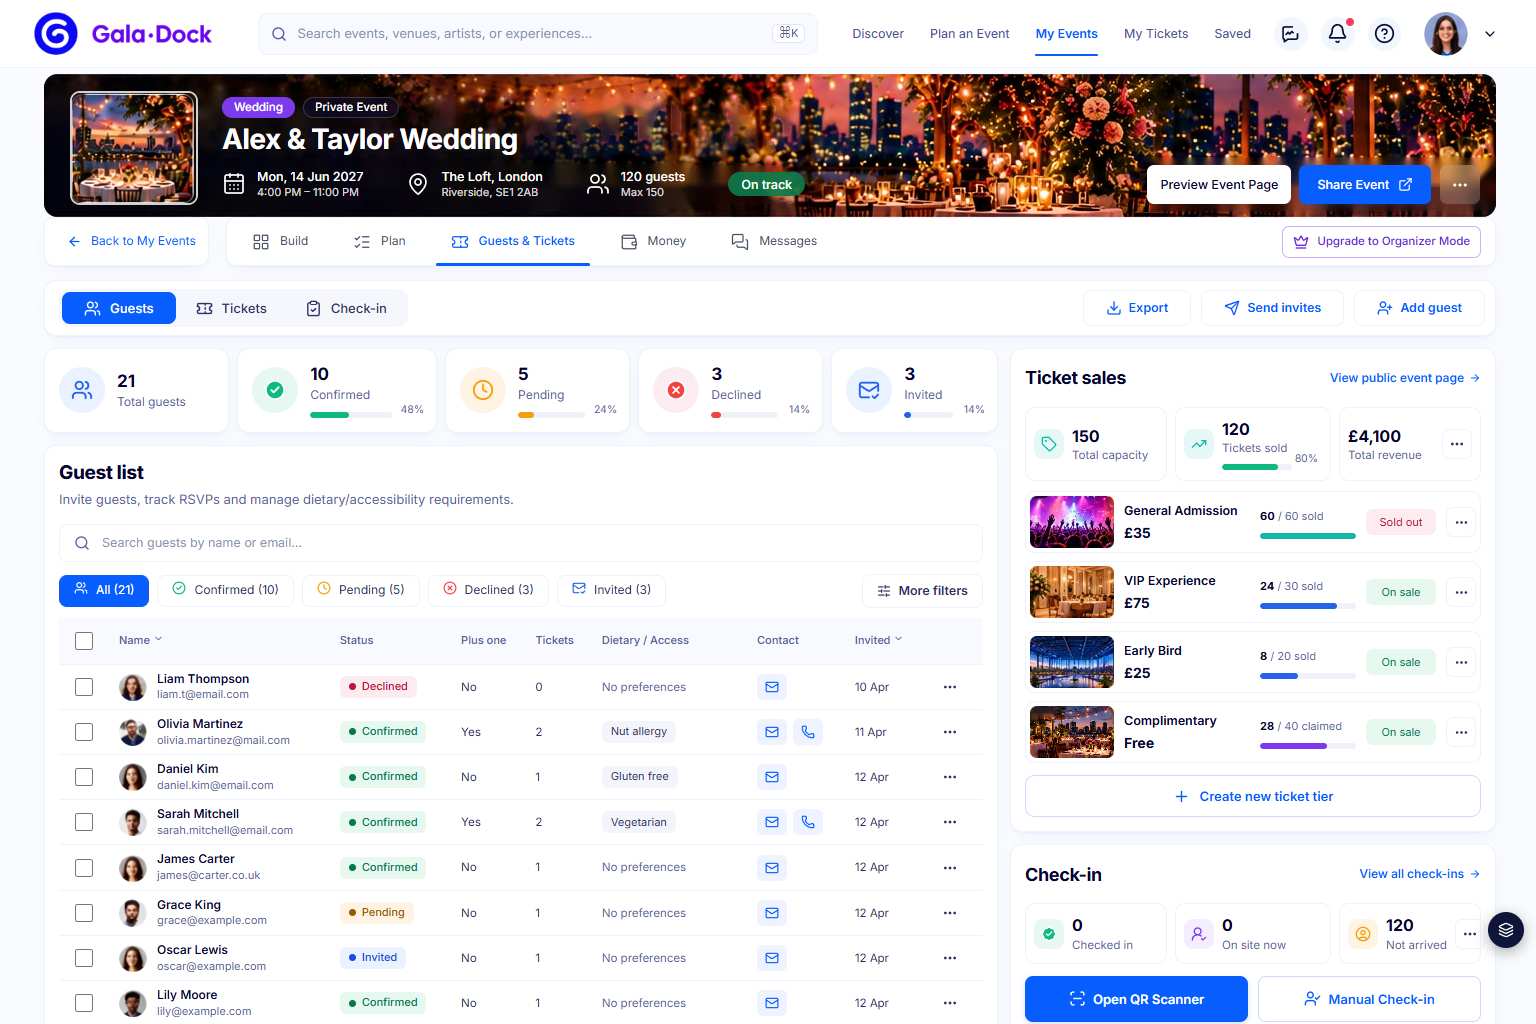 Gala·Dock
Search events, venues, artists, or experiences...
⌘K
Discover
Plan an Event
My Events
My Tickets
Saved
Wedding
Private Event
Alex & Taylor Wedding
Mon, 14 Jun 2027
4:00 PM – 11:00 PM
The Loft, London
Riverside, SE1 2AB
120 guests
Max 150
On track
Preview Event Page
Share Event
Back to My Events
Build
Plan
Guests & Tickets
Money
Messages
Upgrade to Organizer Mode
Guests
Tickets
Check-in
Export
Send invites
Add guest
21
Total guests
10
Confirmed
48%
5
Pending
24%
3
Declined
14%
3
Invited
14%
Guest list
Invite guests, track RSVPs and manage dietary/accessibility requirements.
Search guests by name or email...
All (21)
Confirmed (10)
Pending (5)
Declined (3)
Invited (3)
More filters
Name Status Plus one Tickets Dietary / Access Contact Invited
Liam Thompson
liam.t@email.com
Declined No 0 No preferences 10 Apr
Olivia Martinez
olivia.martinez@mail.com
Confirmed Yes 2 Nut allergy 11 Apr
Daniel Kim
daniel.kim@email.com
Confirmed No 1 Gluten free 12 Apr
Sarah Mitchell
sarah.mitchell@email.com
Confirmed Yes 2 Vegetarian 12 Apr
James Carter
james@carter.co.uk
Confirmed No 1 No preferences 12 Apr
Grace King
grace@example.com
Pending No 1 No preferences 12 Apr
Oscar Lewis
oscar@example.com
Invited No 1 No preferences 12 Apr
Lily Moore
lily@example.com
Confirmed No 1 No preferences 12 Apr
Ticket sales
View public event page
150
Total capacity
120
Tickets sold
80%
£4,100
Total revenue
General Admission
£35
60 / 60 sold
Sold out
VIP Experience
£75
24 / 30 sold
On sale
Early Bird
£25
8 / 20 sold
On sale
Complimentary
Free
28 / 40 claimed
On sale
Create new ticket tier
Check-in
View all check-ins
0
Checked in
0
On site now
120
Not arrived
Open QR Scanner
Manual Check-in